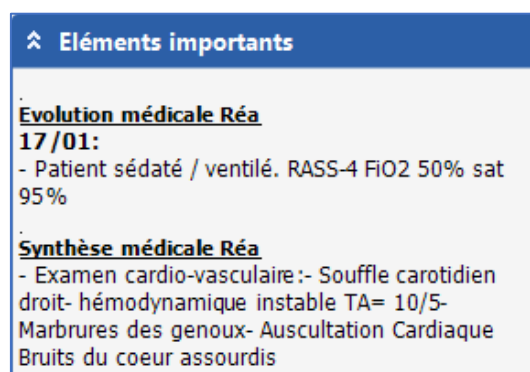 Eléments importants
.
Evolution médicale Réa
17/01:
- Patient sédaté / ventilé. RASS-4 FiO2 50% sat
95%
.
Synthèse médicale Réa
- Examen cardio-vasculaire:- Souffle carotidien
droit- hémodynamique instable TA= 10/5-
Marbrures des genoux- Auscultation Cardiaque
Bruits du coeur assourdis